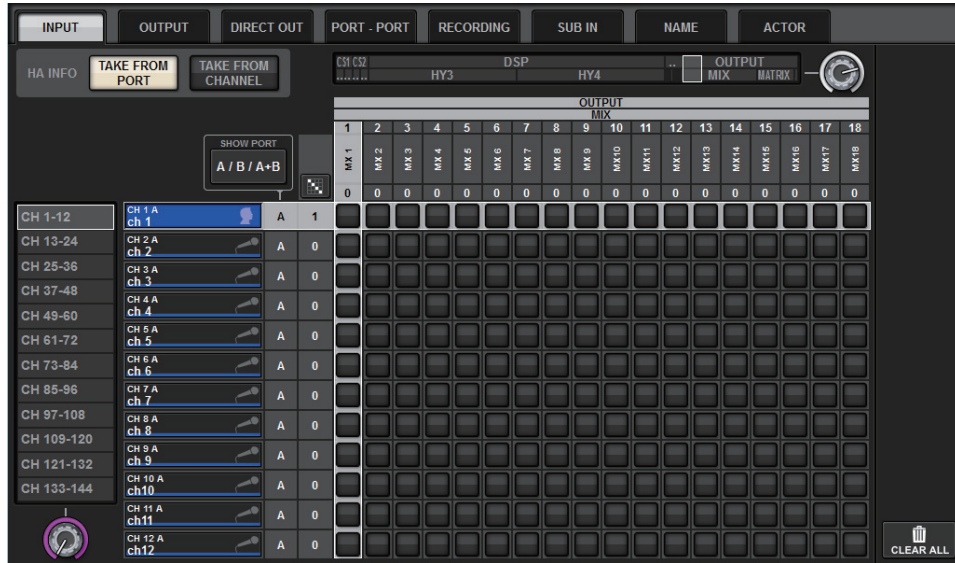 INPUT OUTPUT DIRECT OUT PORT - PORT RECORDING SUB IN NAME ACTOR
HA INFO
TAKE FROM
PORT
TAKE FROM
CHANNEL
CS1 CS2 DSP .. OUTPUT
HY3 HY4 MIX MATRIX
OUTPUT
MIX
1 2 3 4 5 6 7 8 9 10 11 12 13 14 15 16 17 18
MX 1 MX 2 MX 3 MX 4 MX 5 MX 6 MX 7 MX 8 MX 9 MX10 MX11 MX12 MX13 MX14 MX15 MX16 MX17 MX18
SHOW PORT
A / B / A+B
0 0 0 0 0 0 0 0 0 0 0 0 0 0 0 0 0 0
CH 1-12
CH 13-24
CH 25-36
CH 37-48
CH 49-60
CH 61-72
CH 73-84
CH 85-96
CH 97-108
CH 109-120
CH 121-132
CH 133-144
CH 1 A
ch 1 A 1
CH 2 A
ch 2 A 0
CH 3 A
ch 3 A 0
CH 4 A
ch 4 A 0
CH 5 A
ch 5 A 0
CH 6 A
ch 6 A 0
CH 7 A
ch 7 A 0
CH 8 A
ch 8 A 0
CH 9 A
ch 9 A 0
CH 10 A
ch10 A 0
CH 11 A
ch11 A 0
CH 12 A
ch12 A 0
CLEAR ALL